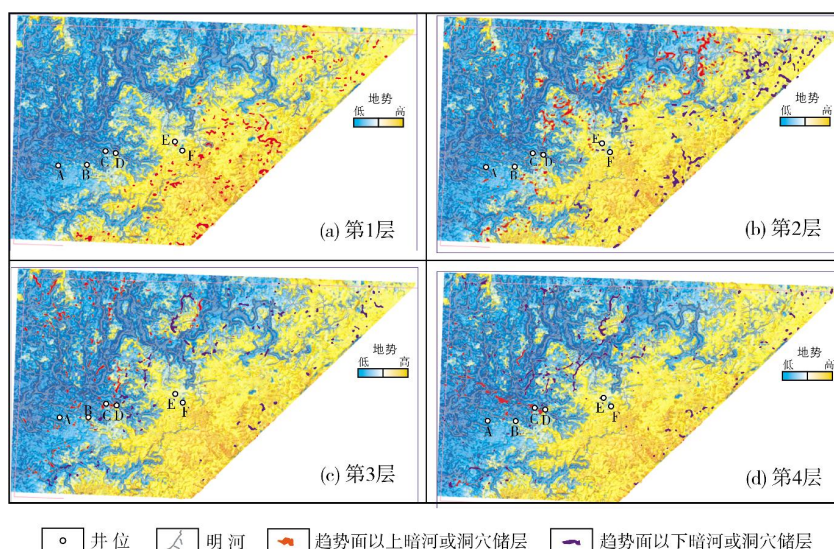 地势
低 高
A
B
C
D
E
F
(a) 第1层
地势
低 高
A
B
C
D
E
F
(b) 第2层
地势
低 高
A
B
C
D
E
F
(c) 第3层
地势
低 高
A
B
C
D
E
F
(d) 第4层
井位 明河 趋势面以上暗河或洞穴储层 趋势面以下暗河或洞穴储层